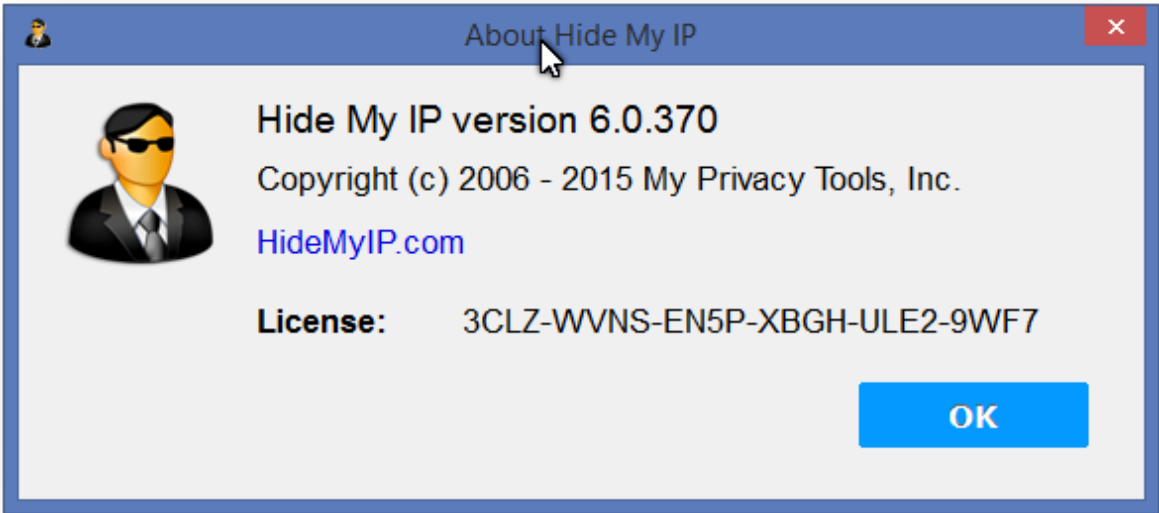 About Hide My IP
Hide My IP version 6.0.370
Copyright (c) 2006 - 2015 My Privacy Tools, Inc.
HideMyIP.com
License: 3CLZ-WVNS-EN5P-XBGH-ULE2-9WF7
OK